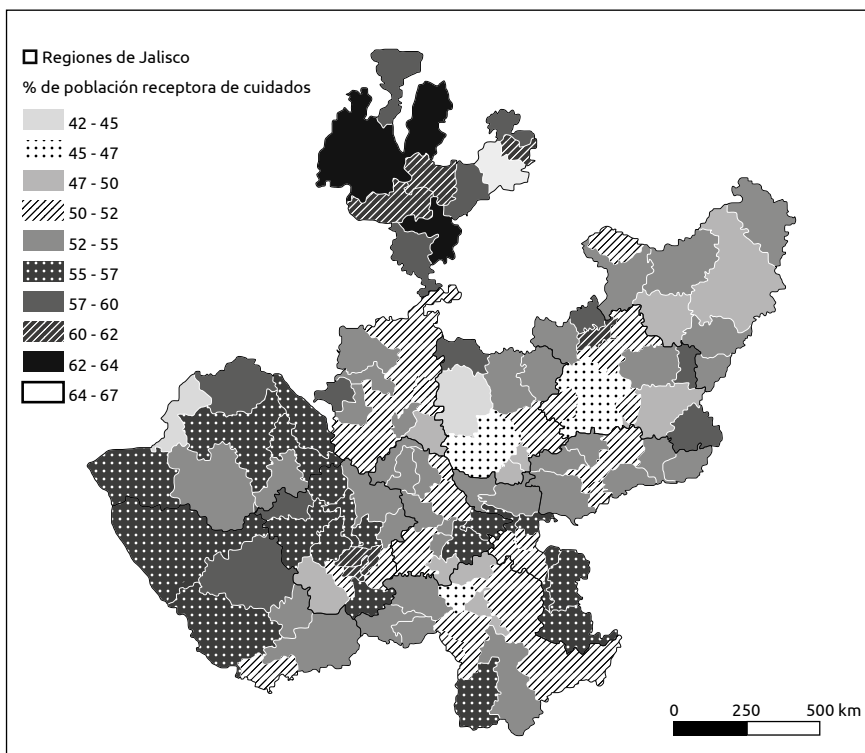 Regiones de Jalisco
% de población receptora de cuidados
42 - 45
45 - 47
47 - 50
50 - 52
52 - 55
55 - 57
57 - 60
60 - 62
62 - 64
64 - 67
0 250 500 km